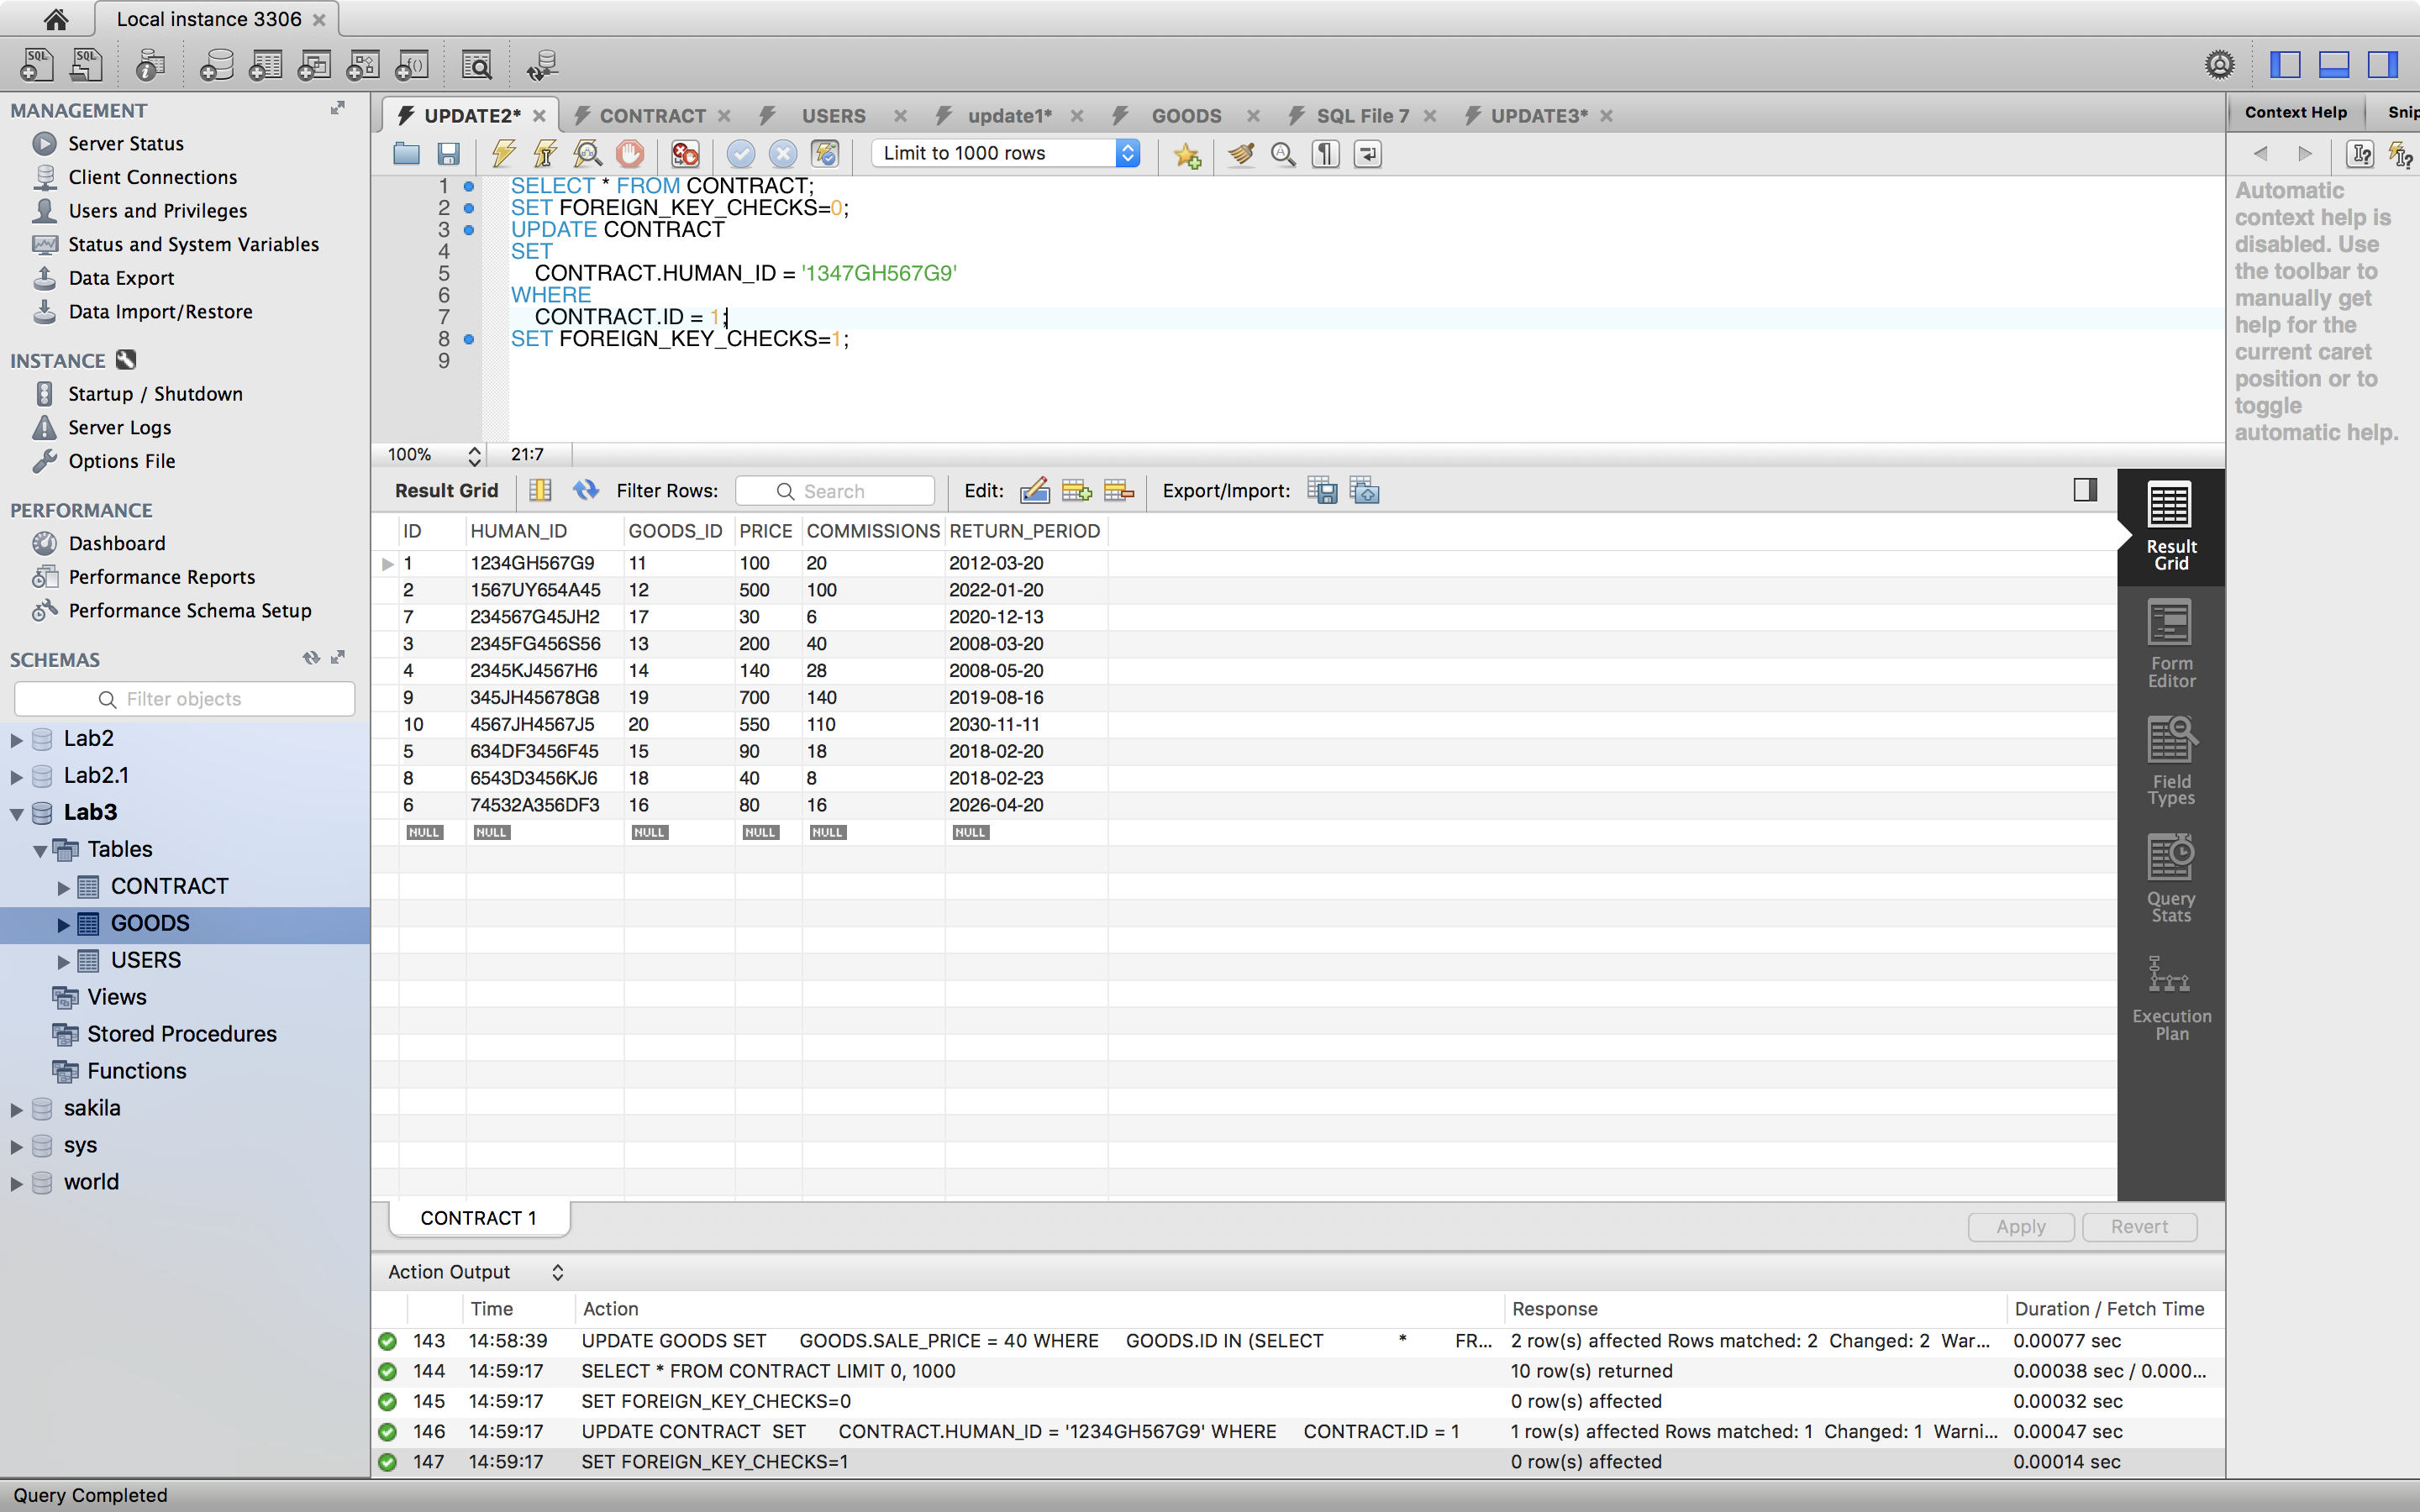 Local instance 3306
MANAGEMENT
Server Status
Client Connections
Users and Privileges
Status and System Variables
Data Export
Data Import/Restore
INSTANCE
Startup / Shutdown
Server Logs
Options File
PERFORMANCE
Dashboard
Performance Reports
Performance Schema Setup
SCHEMAS
Filter objects
Lab2
Lab2.1
Lab3
Tables
CONTRACT
GOODS
USERS
Views
Stored Procedures
Functions
sakila
sys
world
UPDATE2* CONTRACT USERS update1* GOODS SQL File 7 UPDATE3*
Limit to 1000 rows
1 SELECT * FROM CONTRACT;
2 SET FOREIGN_KEY_CHECKS=0;
3 UPDATE CONTRACT
4 SET
5 CONTRACT.HUMAN_ID = '1347GH567G9'
6 WHERE
7 CONTRACT.ID = 1;
8 SET FOREIGN_KEY_CHECKS=1;
9
100% 21:7
Result Grid Filter Rows: Search Edit: Export/Import:
ID HUMAN_ID GOODS_ID PRICE COMMISSIONS RETURN_PERIOD
1 1234GH567G9 11 100 20 2012-03-20
2 1567UY654A45 12 500 100 2022-01-20
7 234567G45JH2 17 30 6 2020-12-13
3 2345FG456S56 13 200 40 2008-03-20
4 2345KJ4567H6 14 140 28 2008-05-20
9 345JH45678G8 19 700 140 2019-08-16
10 4567JH4567J5 20 550 110 2030-11-11
5 634DF3456F45 15 90 18 2018-02-20
8 6543D3456KJ6 18 40 8 2018-02-23
6 74532A356DF3 16 80 16 2026-04-20
NULL NULL NULL NULL NULL NULL
Result
Grid
Form
Editor
Field
Types
Query
Stats
Execution
Plan
CONTRACT 1
Apply Revert
Action Output
Time Action Response Duration / Fetch Time
143 14:58:39 UPDATE GOODS SET GOODS.SALE_PRICE = 40 WHERE GOODS.ID IN (SELECT * FR... 2 row(s) affected Rows matched: 2 Changed: 2 War... 0.00077 sec
144 14:59:17 SELECT * FROM CONTRACT LIMIT 0, 1000 10 row(s) returned 0.00038 sec / 0.000...
145 14:59:17 SET FOREIGN_KEY_CHECKS=0 0 row(s) affected 0.00032 sec
146 14:59:17 UPDATE CONTRACT SET CONTRACT.HUMAN_ID = '1234GH567G9' WHERE CONTRACT.ID = 1 1 row(s) affected Rows matched: 1 Changed: 1 Warni... 0.00047 sec
147 14:59:17 SET FOREIGN_KEY_CHECKS=1 0 row(s) affected 0.00014 sec
Context Help Snip
Automatic
context help is
disabled. Use
the toolbar to
manually get
help for the
current caret
position or to
toggle
automatic help.
Query Completed